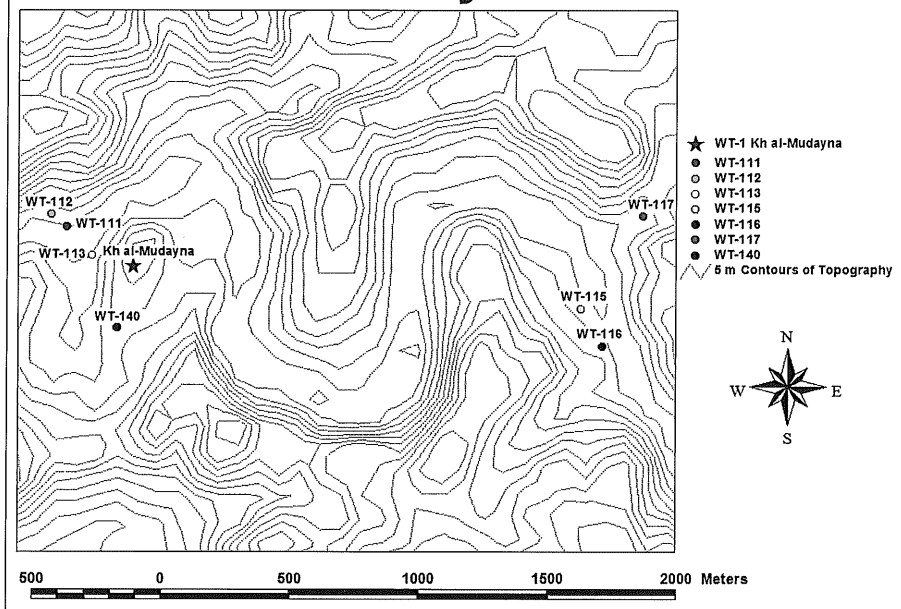 WT-112
WT-111
WT-113
Kh al-Mudayna
WT-140
WT-117
WT-115
WT-116
WT-1 Kh al-Mudayna
WT-111
WT-112
WT-113
WT-115
WT-116
WT-117
WT-140
5 m Contours of Topography
N
W E
S
500 0 500 1000 1500 2000 Meters